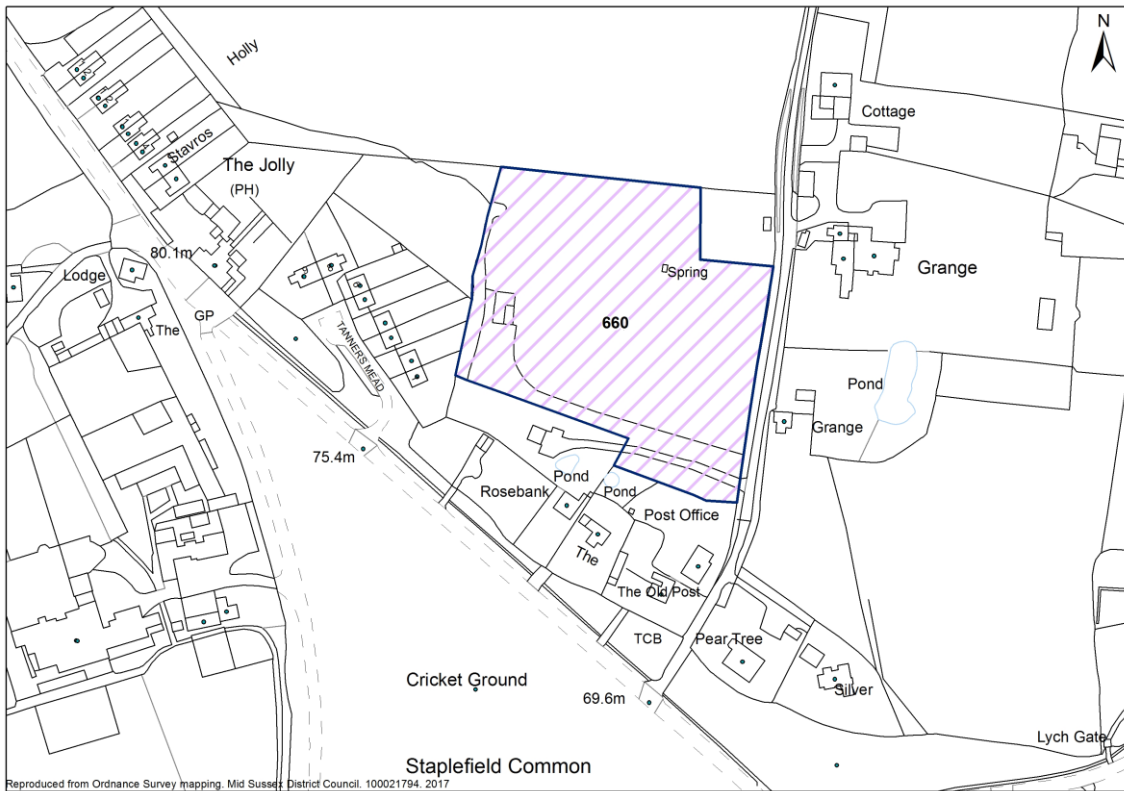 N
Holly
Cottage
Stavros
The Jolly
(PH)
80.1m
Lodge
Grange
Spring
The
GP
660
TANNERS MEAD
Pond
Grange
75.4m
Rosebank
Pond
Pond
Post Office
The
The Old Post
TCB
Pear Tree
Cricket Ground
Silver
69.6m
Lych Gate
Staplefield Common
Reproduced from Ordnance Survey mapping. Mid Sussex District Council. 100021794. 2017